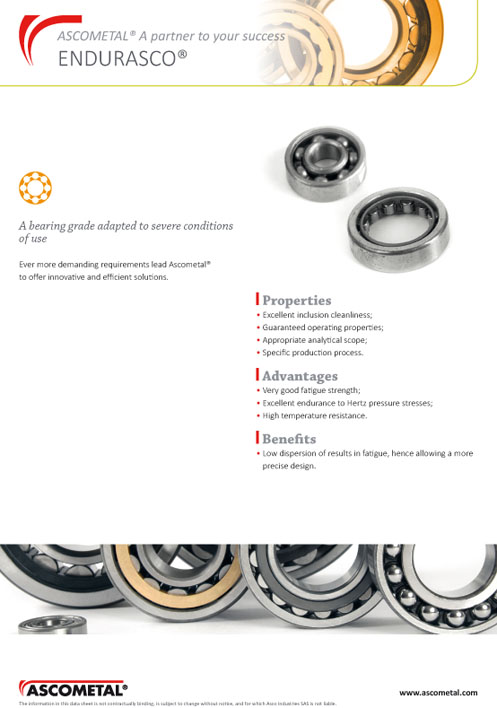 ASCOMETAL® A partner to your success
ENDURASCO®
A bearing grade adapted to severe conditions
of use
Ever more demanding requirements lead Ascometal®
to offer innovative and efficient solutions.
Properties
• Excellent inclusion cleanliness;
• Guaranteed operating properties;
• Appropriate analytical scope;
• Specific production process.
Advantages
• Very good fatigue strength;
• Excellent endurance to Hertz pressure stresses;
• High temperature resistance.
Benefits
• Low dispersion of results in fatigue, hence allowing a more
precise design.
ASCOMETAL®
www.ascometal.com
The information in this data sheet is not contractually binding, is subject to change without notice, and for which Asco Industries SAS is not liable.